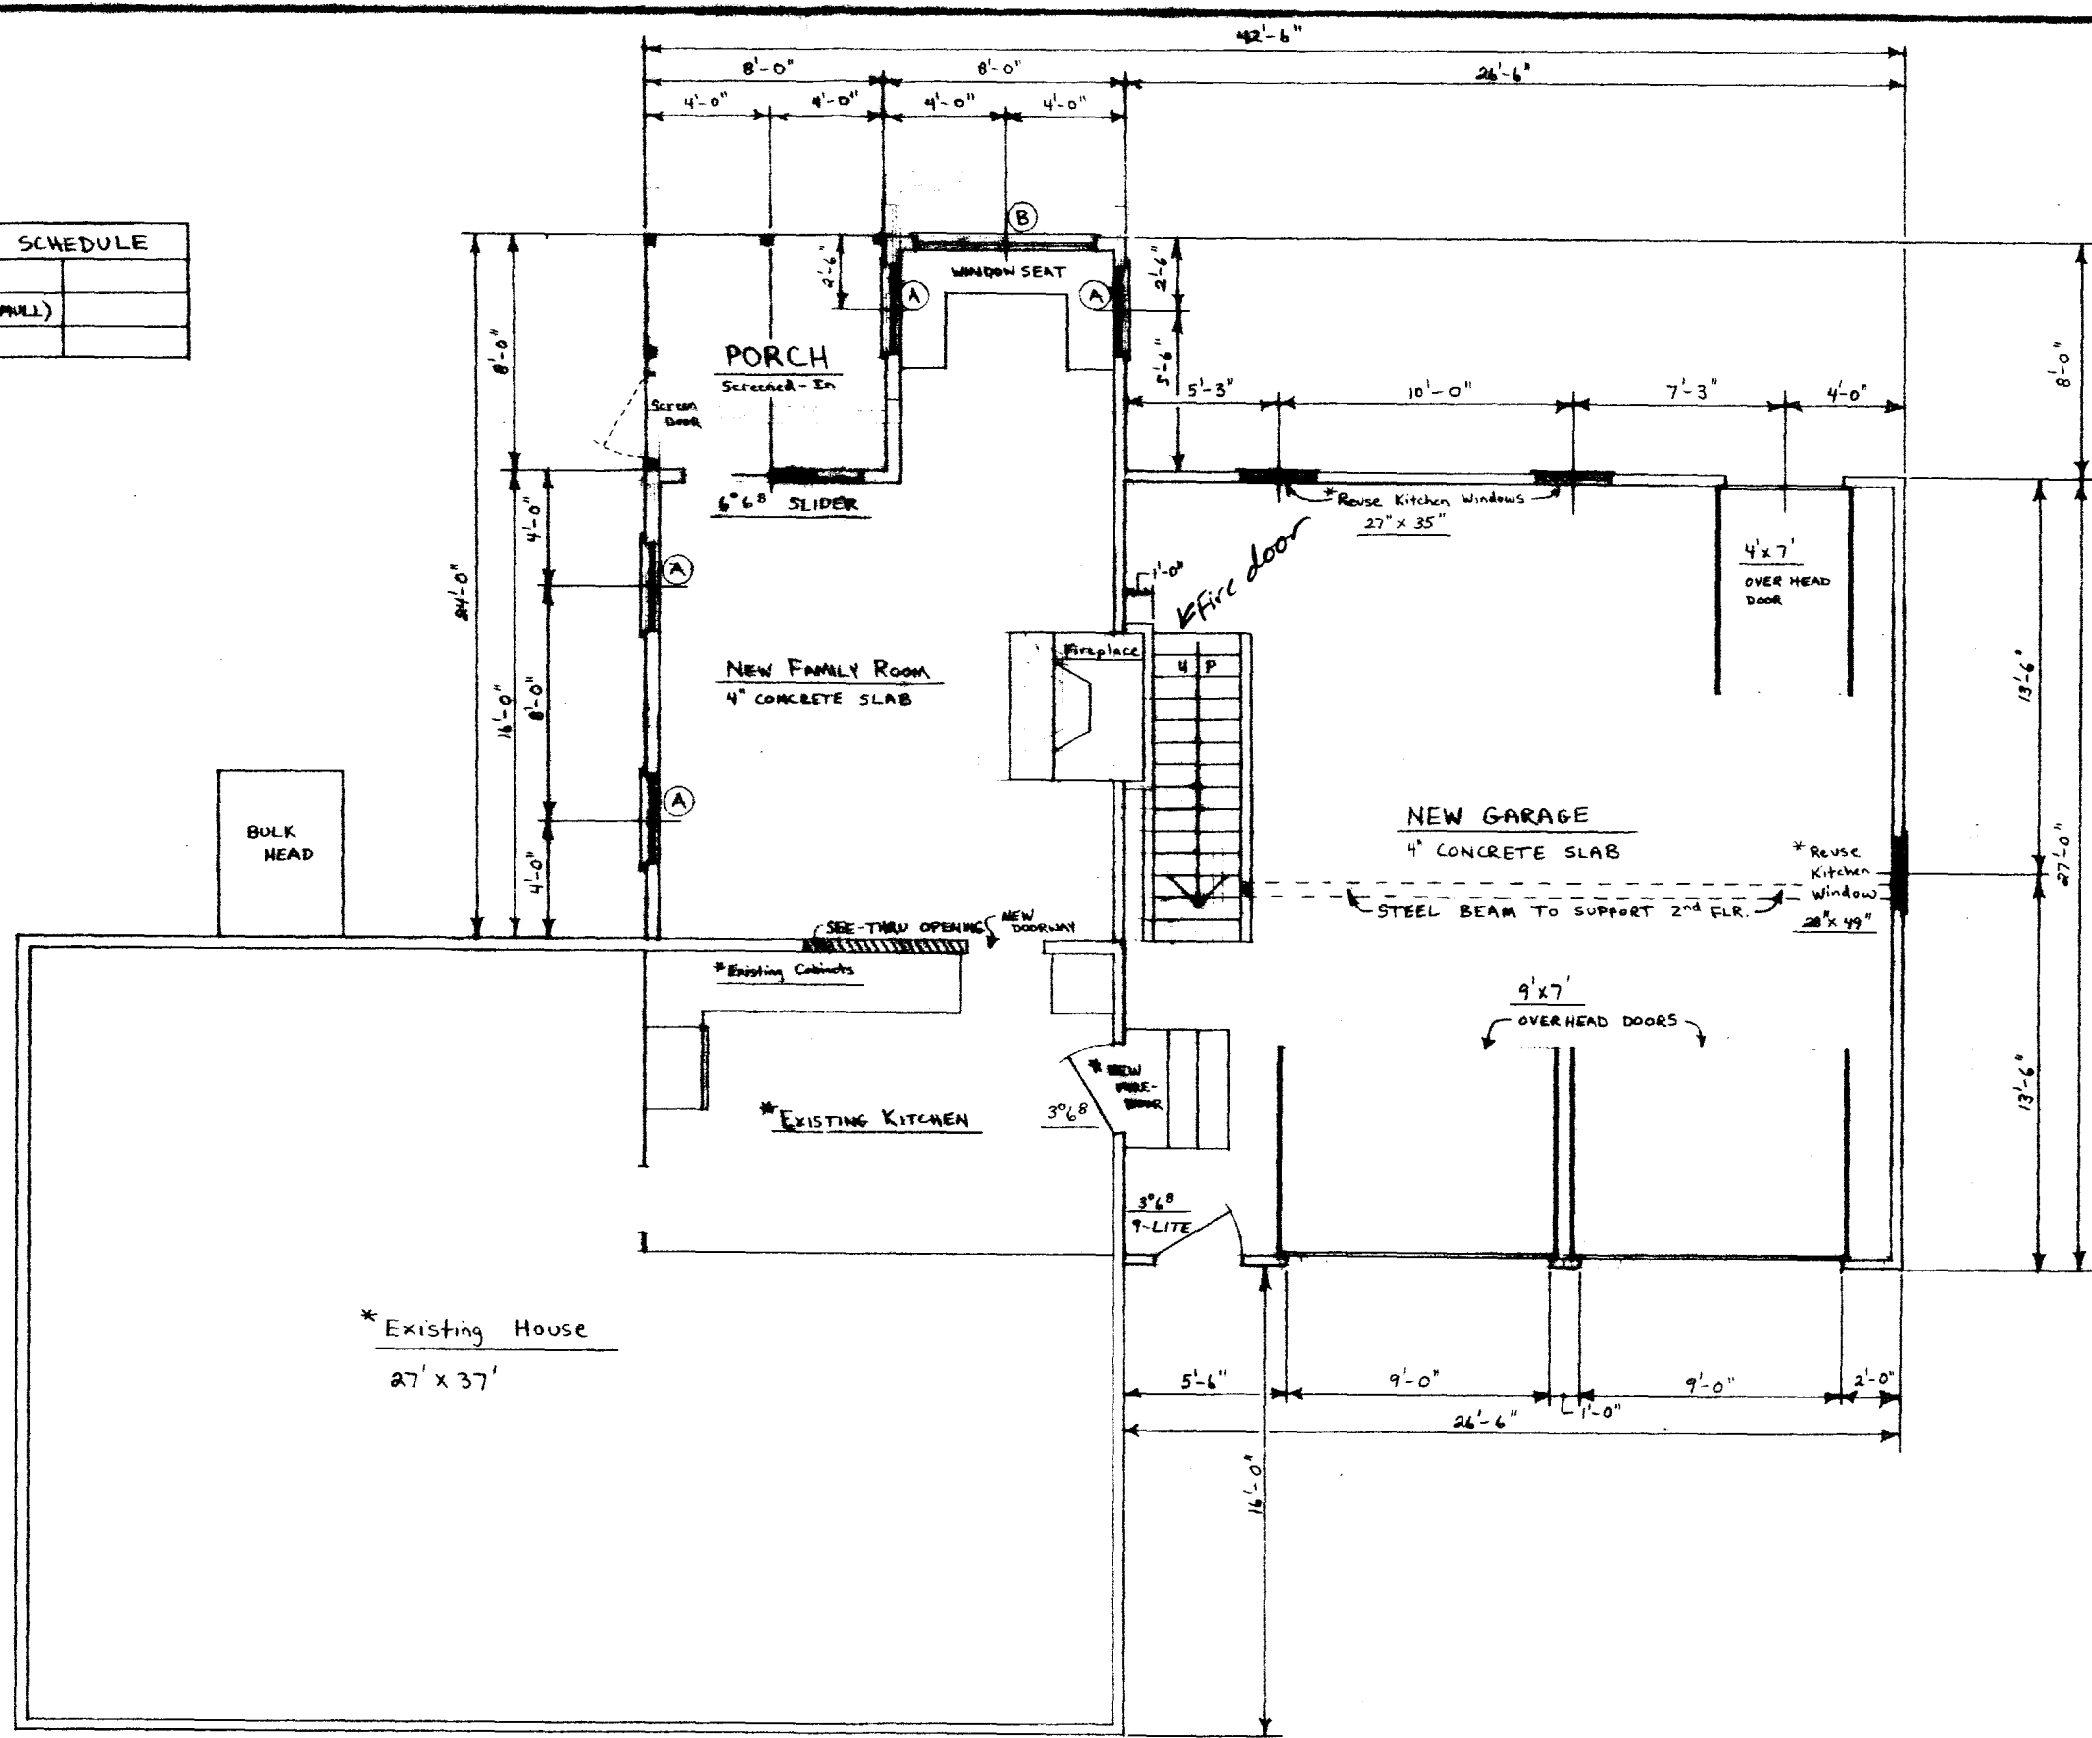 42'-6"
8'-0" 8'-0" 26'-6"
4'-0" 4'-0" 4'-0" 4'-0"
SCHEDULE
MULL)
B
WINDOW SEAT
2'-6" A A 2'-6"
8'-0"
PORCH
Screened-In
Screen
Door
5'-6"
8'-0"
5'-3" 10'-0" 7'-3" 4'-0"
6°6⁸ SLIDER
*Reuse Kitchen Windows
27" x 35"
Fire door
1'-0"
4'x7'
OVER HEAD
DOOR
24'-0"
16'-0"
4'-0"
A
8'-0"
A
4'-0"
NEW FAMILY ROOM
4" CONCRETE SLAB
Fireplace
UP
13'-6"
27'-0"
13'-6"
BULK
HEAD
NEW GARAGE
4" CONCRETE SLAB
*Reuse
Kitchen
Window
28" x 49"
STEEL BEAM TO SUPPORT 2nd FLR.
SEE-THRU OPENING
NEW
DOORWAY
*Existing Cabinets
9'x7'
OVERHEAD DOORS
*NEW
FIRE-
DOOR
3°6⁸
*EXISTING KITCHEN
3°6⁸
9-LITE
*Existing House
27' x 37'
5'-6" 9'-0" 1'-0" 9'-0" 2'-0"
26'-6"
16'-0"